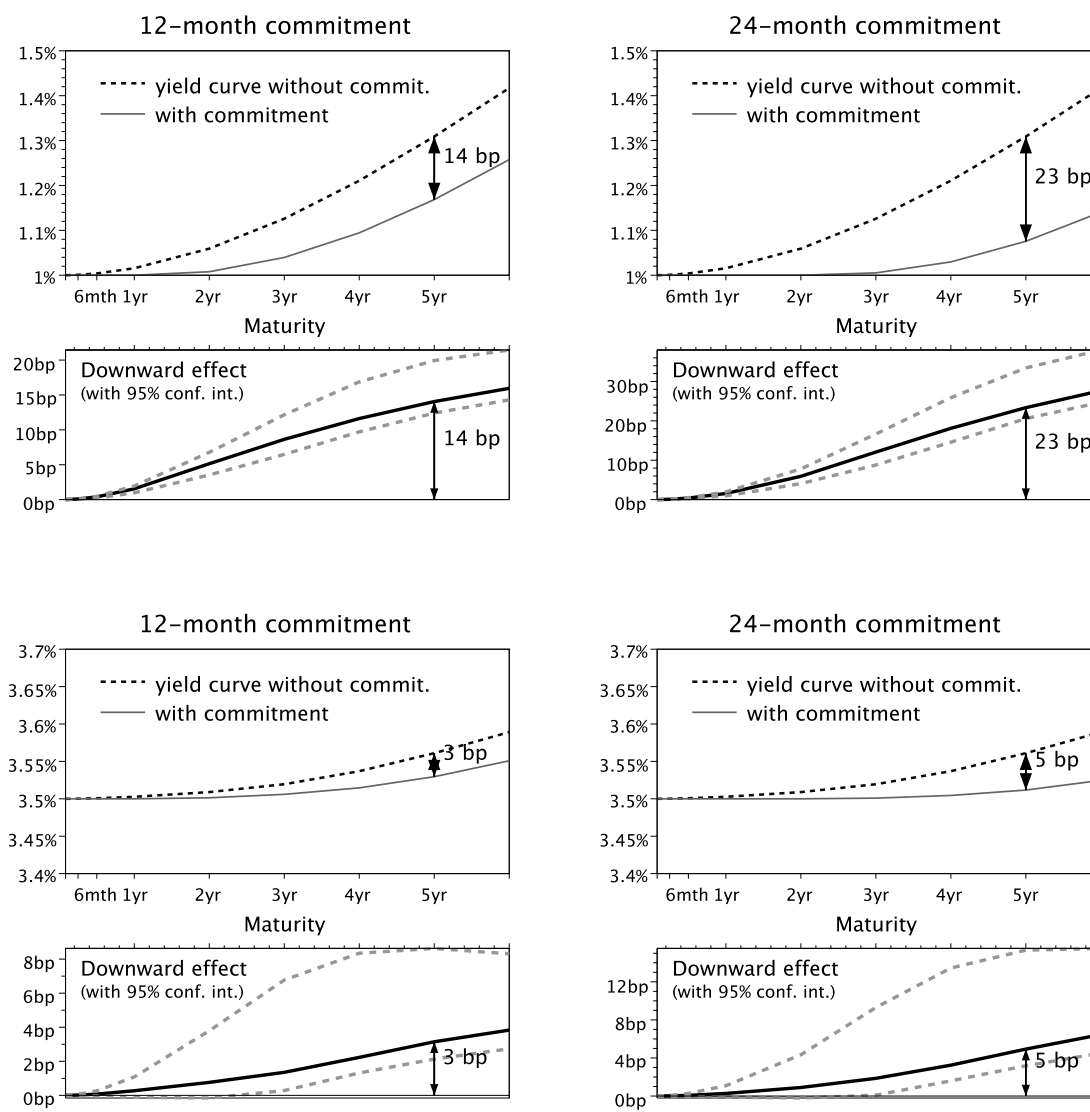 12-month commitment
1.5%
1.4%
1.3%
1.2%
1.1%
1%
yield curve without commit.
with commitment
14 bp
6mth 1yr 2yr 3yr 4yr 5yr
Maturity
20bp
15bp
10bp
5bp
0bp
Downward effect
(with 95% conf. int.)
14 bp
24-month commitment
1.5%
1.4%
1.3%
1.2%
1.1%
1%
yield curve without commit.
with commitment
23 bp
6mth 1yr 2yr 3yr 4yr 5yr
Maturity
30bp
20bp
10bp
0bp
Downward effect
(with 95% conf. int.)
23 bp
12-month commitment
3.7%
3.65%
3.6%
3.55%
3.5%
3.45%
3.4%
yield curve without commit.
with commitment
3 bp
6mth 1yr 2yr 3yr 4yr 5yr
Maturity
8bp
6bp
4bp
2bp
0bp
Downward effect
(with 95% conf. int.)
3 bp
24-month commitment
3.7%
3.65%
3.6%
3.55%
3.5%
3.45%
3.4%
yield curve without commit.
with commitment
5 bp
6mth 1yr 2yr 3yr 4yr 5yr
Maturity
12bp
8bp
4bp
0bp
Downward effect
(with 95% conf. int.)
5 bp